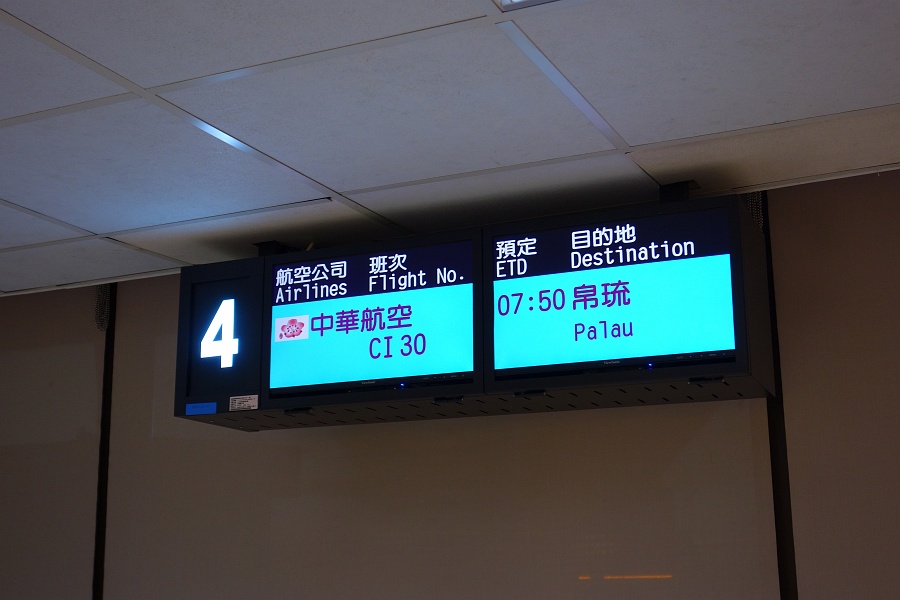 4
航空公司 班次
Airlines Flight No.
中華航空
CI 30
預定 目的地
ETD Destination
07:50 帛琉
Palau